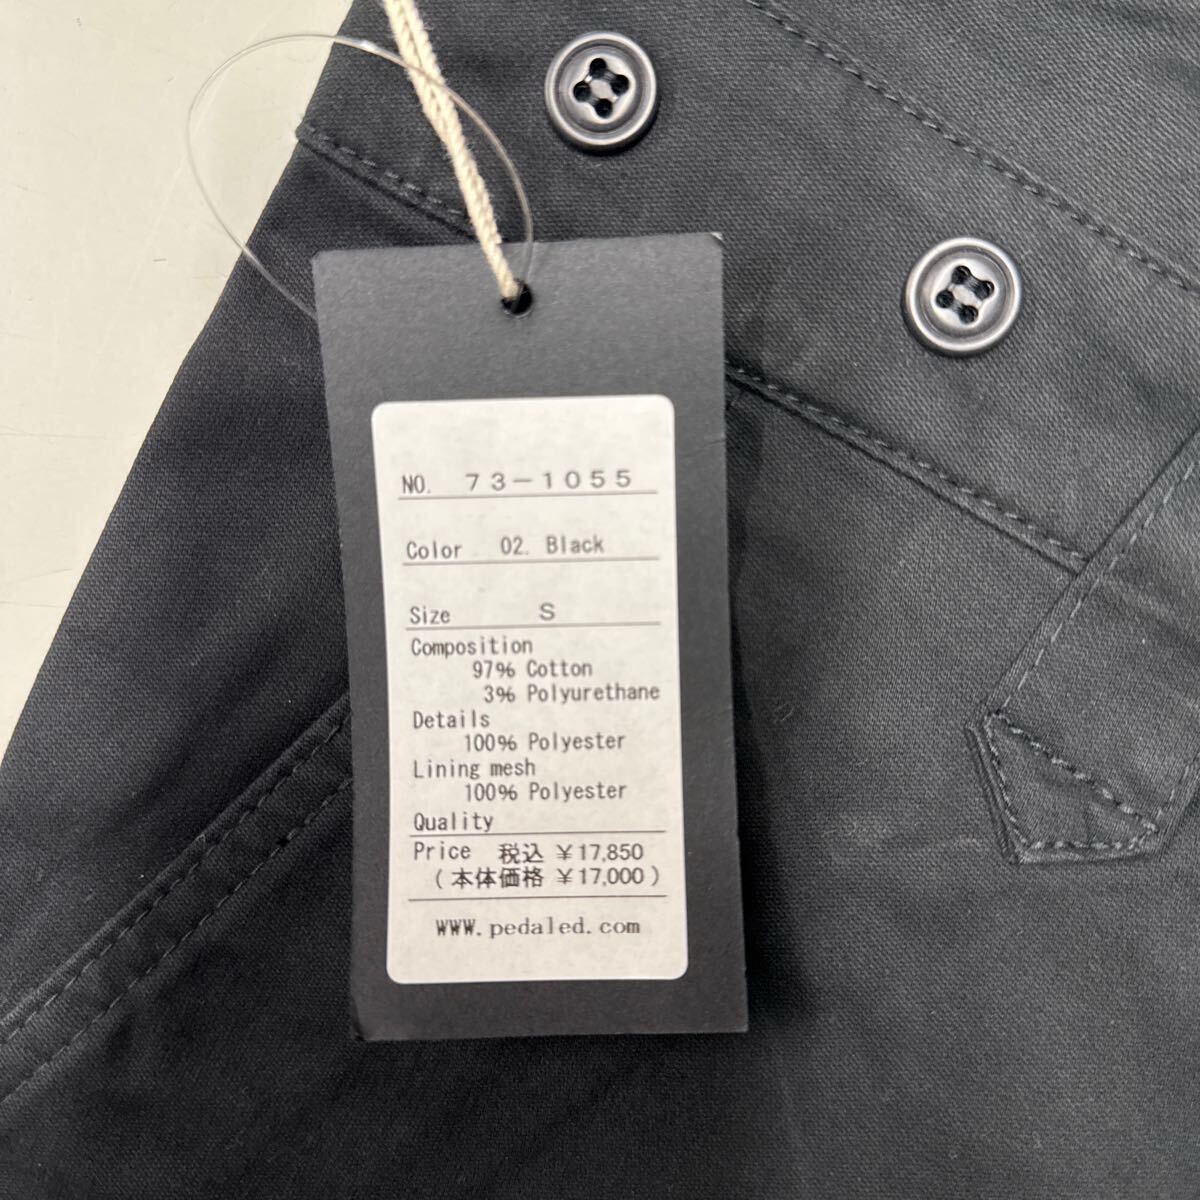 NO. 73-1055
Color 02. Black
Size S
Composition
97% Cotton
3% Polyurethane
Details
100% Polyester
Lining mesh
100% Polyester
Quality
Price 税込 ¥17,850
(本体価格 ¥17,000)
WWW.pedaled.com